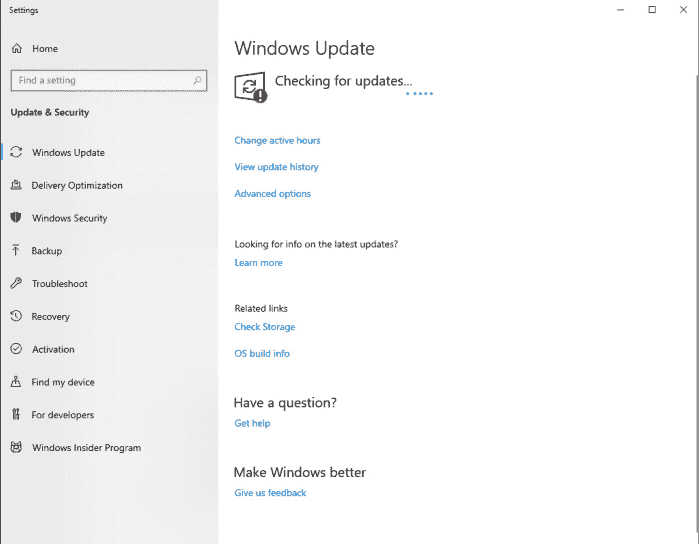 Settings
Home
Find a setting
Update & Security
Windows Update
Delivery Optimization
Windows Security
Backup
Troubleshoot
Recovery
Activation
Find my device
For developers
Windows Insider Program
Windows Update
Checking for updates...
Change active hours
View update history
Advanced options
Looking for info on the latest updates?
Learn more
Related links
Check Storage
OS build info
Have a question?
Get help
Make Windows better
Give us feedback